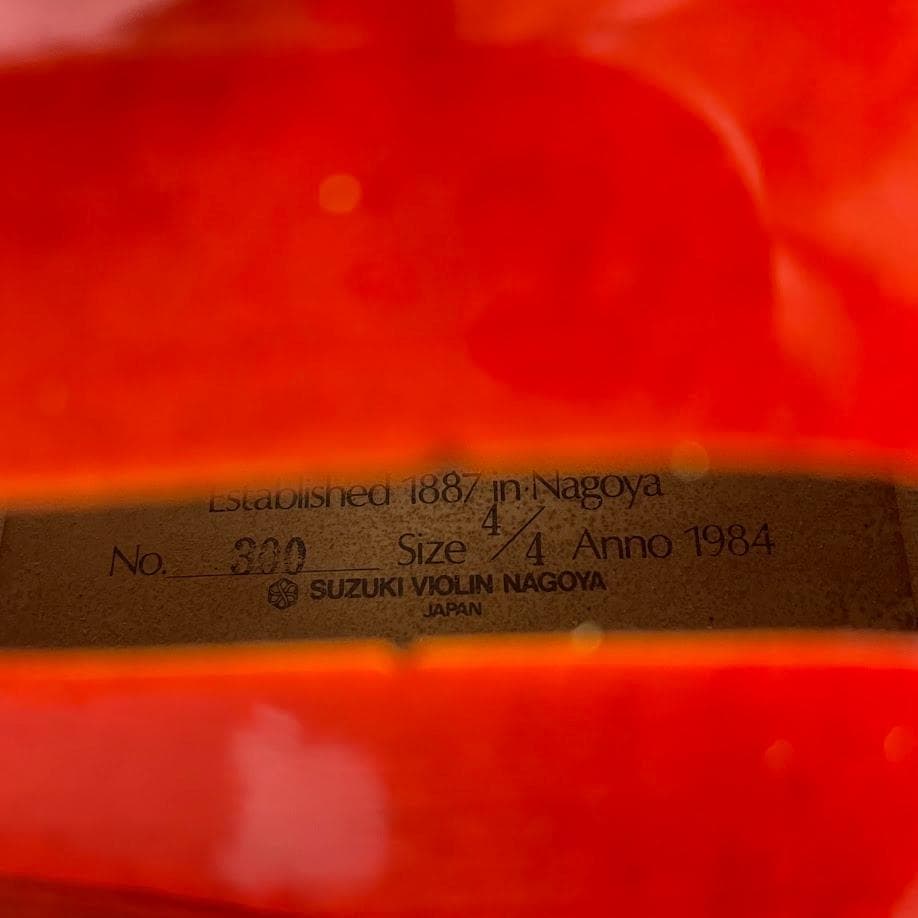 Established 1887 in Nagoya
No. 300 Size 4/4 Anno 1984
SUZUKI VIOLIN NAGOYA
JAPAN